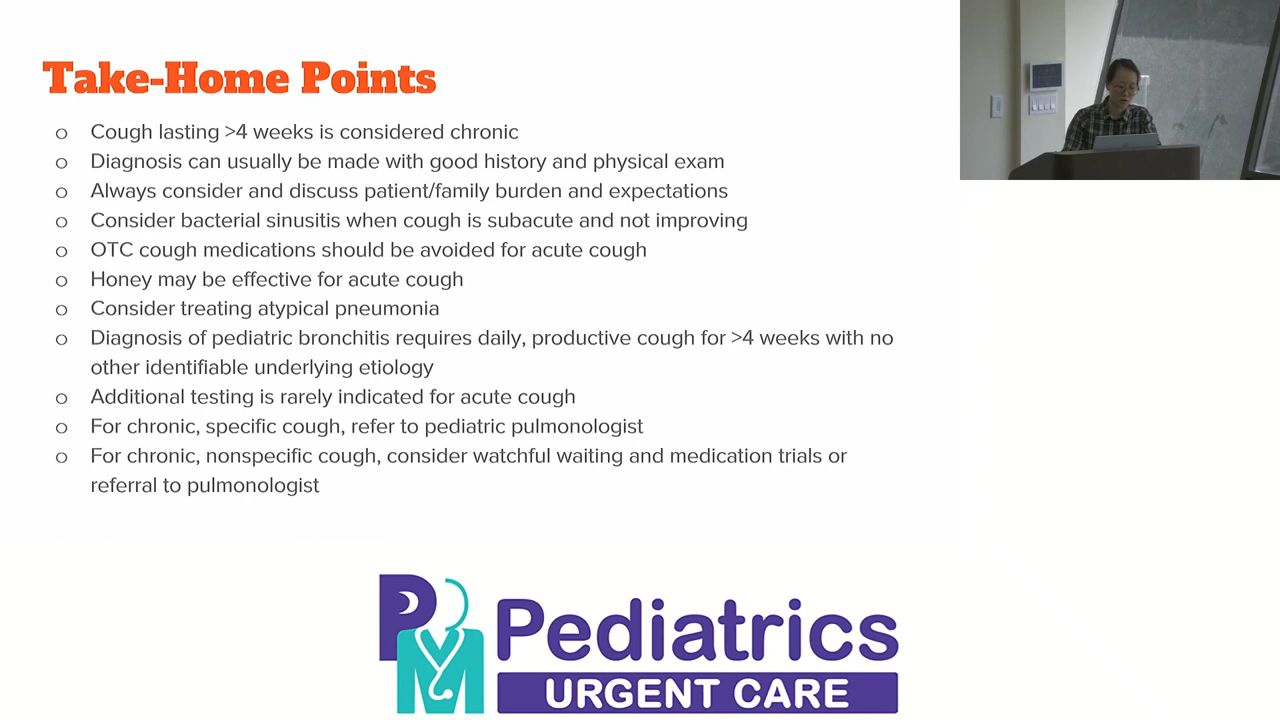 Take-Home Points
o Cough lasting >4 weeks is considered chronic
o Diagnosis can usually be made with good history and physical exam
o Always consider and discuss patient/family burden and expectations
o Consider bacterial sinusitis when cough is subacute and not improving
o OTC cough medications should be avoided for acute cough
o Honey may be effective for acute cough
o Consider treating atypical pneumonia
o Diagnosis of pediatric bronchitis requires daily, productive cough for >4 weeks with no
other identifiable underlying etiology
o Additional testing is rarely indicated for acute cough
o For chronic, specific cough, refer to pediatric pulmonologist
o For chronic, nonspecific cough, consider watchful waiting and medication trials or
referral to pulmonologist
PM Pediatrics
URGENT CARE